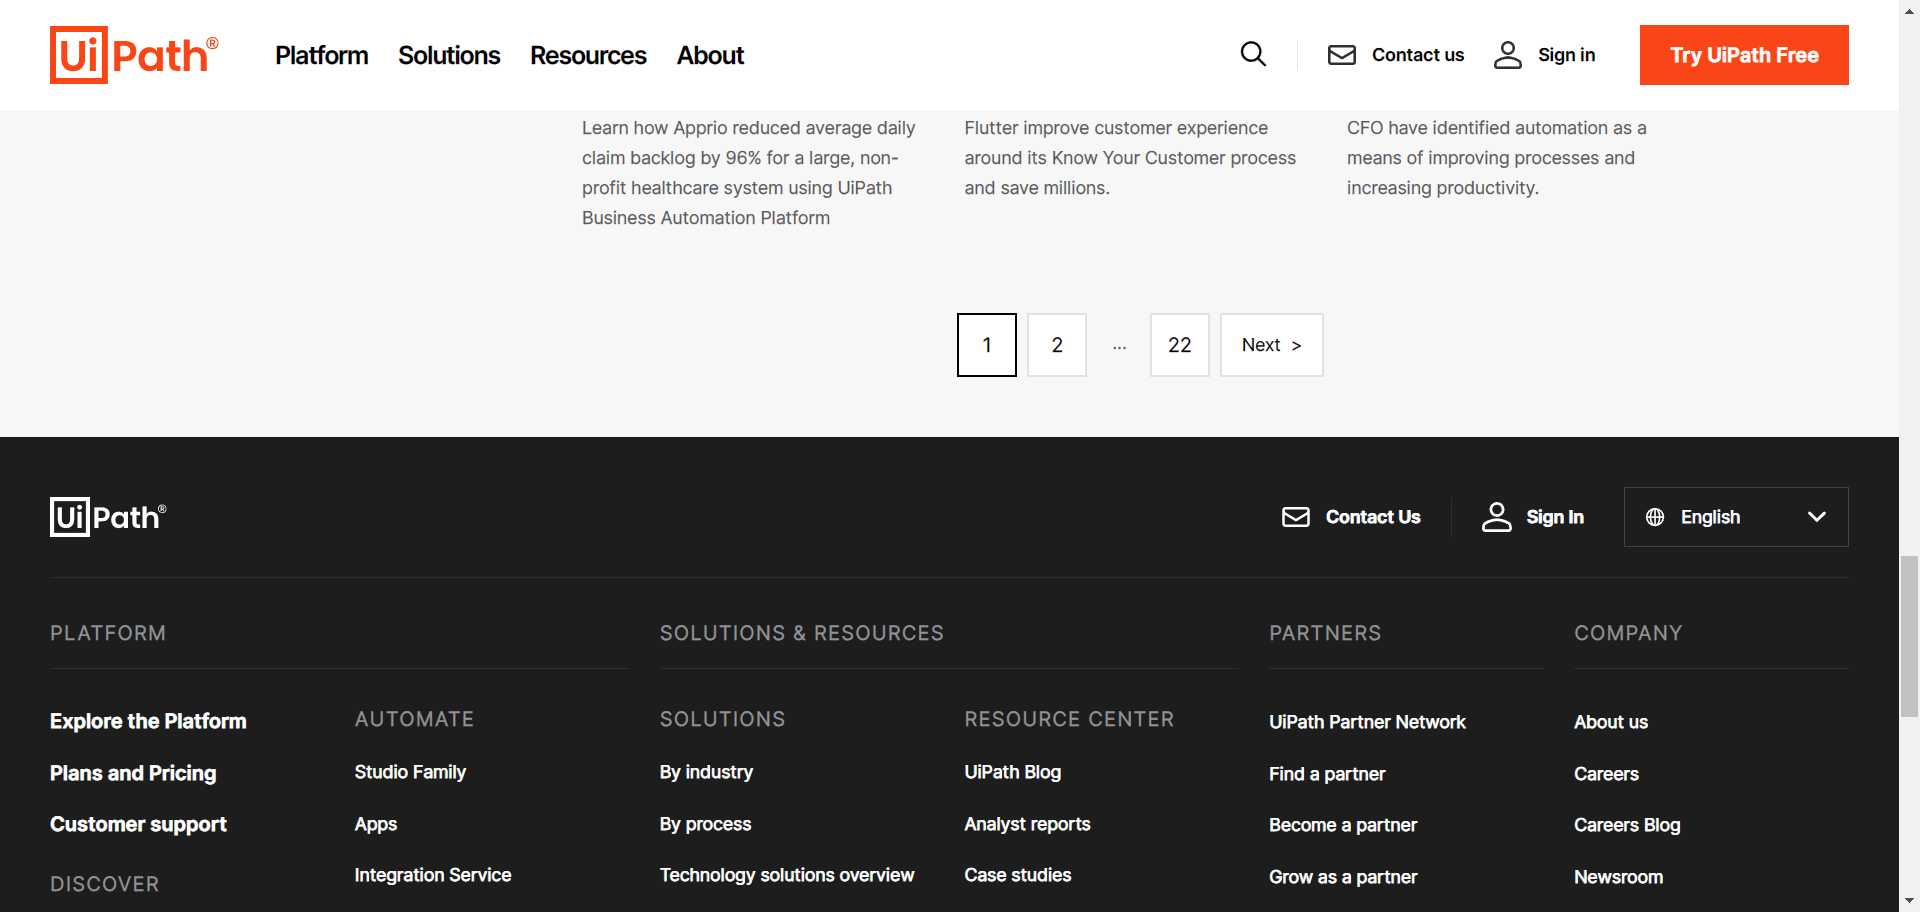 UiPath®
Platform Solutions Resources About
Contact us Sign in Try UiPath Free
Learn how Apprio reduced average daily
claim backlog by 96% for a large, non-
profit healthcare system using UiPath
Business Automation Platform
Flutter improve customer experience
around its Know Your Customer process
and save millions.
CFO have identified automation as a
means of improving processes and
increasing productivity.
1 2 ... 22 Next >
UiPath®
Contact Us Sign In English
PLATFORM
Explore the Platform
Plans and Pricing
Customer support
DISCOVER
AUTOMATE
Studio Family
Apps
Integration Service
SOLUTIONS & RESOURCES
SOLUTIONS
By industry
By process
Technology solutions overview
RESOURCE CENTER
UiPath Blog
Analyst reports
Case studies
PARTNERS
UiPath Partner Network
Find a partner
Become a partner
Grow as a partner
COMPANY
About us
Careers
Careers Blog
Newsroom